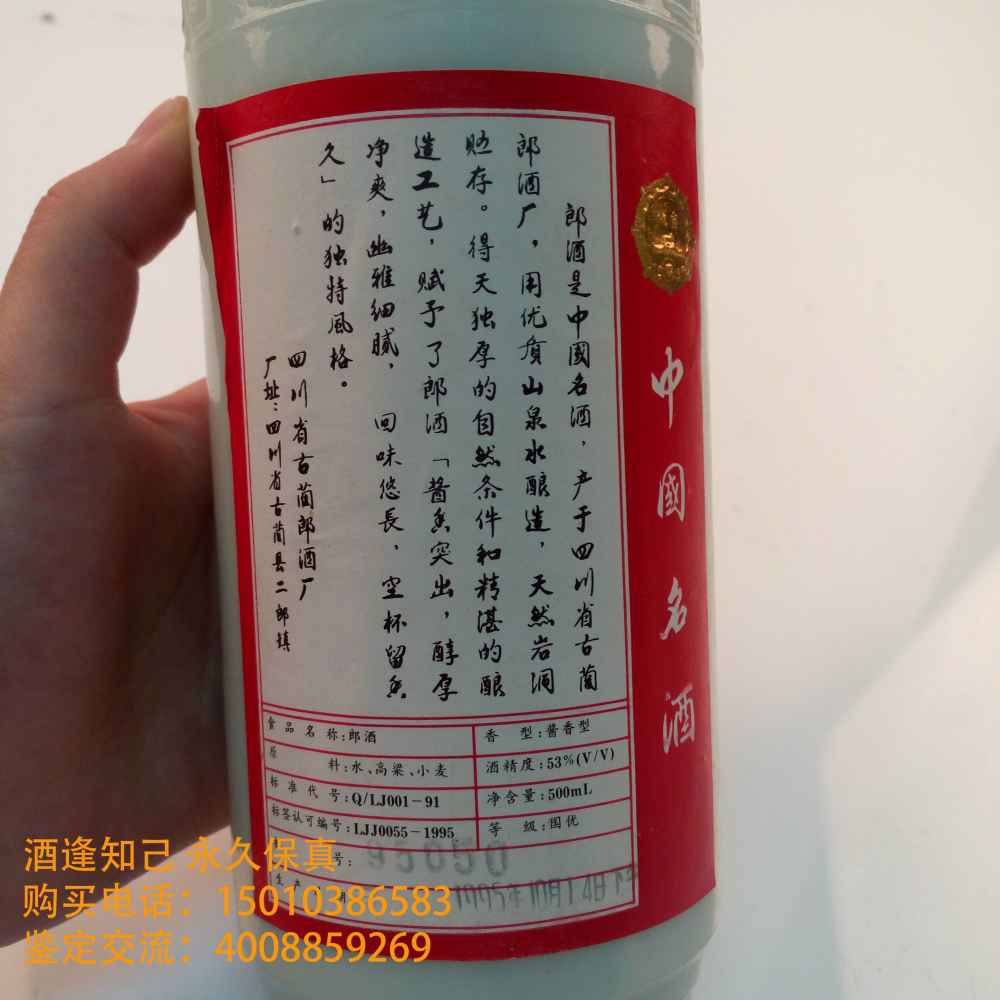 郎酒是中國名酒，产于四川省古蔺
郎酒厂，用优质山泉水酿造，天然岩洞
贮存。得天独厚的自然条件和精湛的酿
造工艺，赋予了郎酒「酱香突出，醇厚
净爽，幽雅细腻，回味悠長，空杯留香
久」的独特風格。
四川省古蔺郎酒厂
厂址：四川省古蔺县二郎镇
中國名酒
食品名称：郎酒
香型：酱香型
原料：水、高粱、小麦
酒精度：53%(V/V)
标准代号：Q/LJ001－91
净含量：500mL
标签认可编号：LJJ0055－1995
等级：国优
号：95050
生产
1995年10月14日
酒逢知己 永久保真
购买电话：15010386583
鉴定交流：4008859269